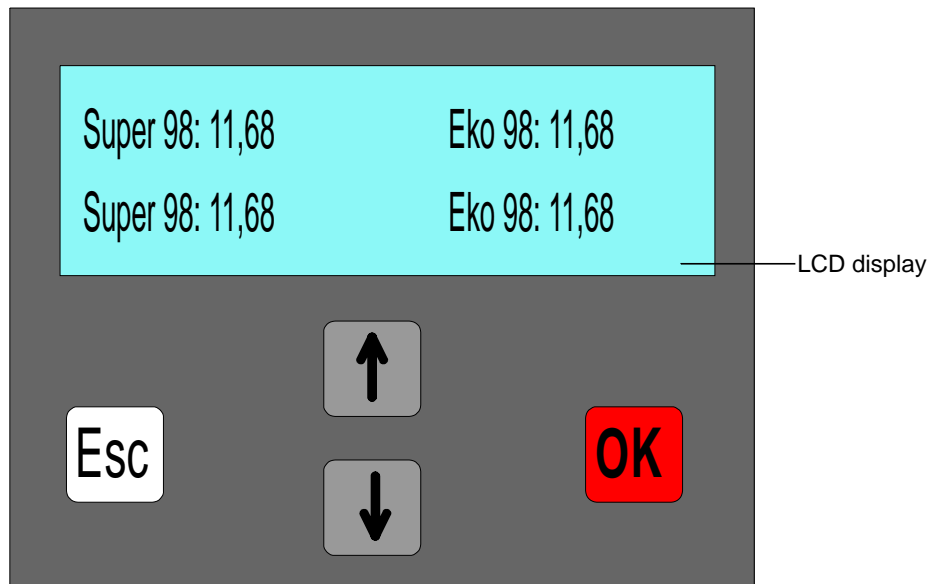 Super 98: 11,68 Eko 98: 11,68
Super 98: 11,68 Eko 98: 11,68
LCD display
Esc
OK